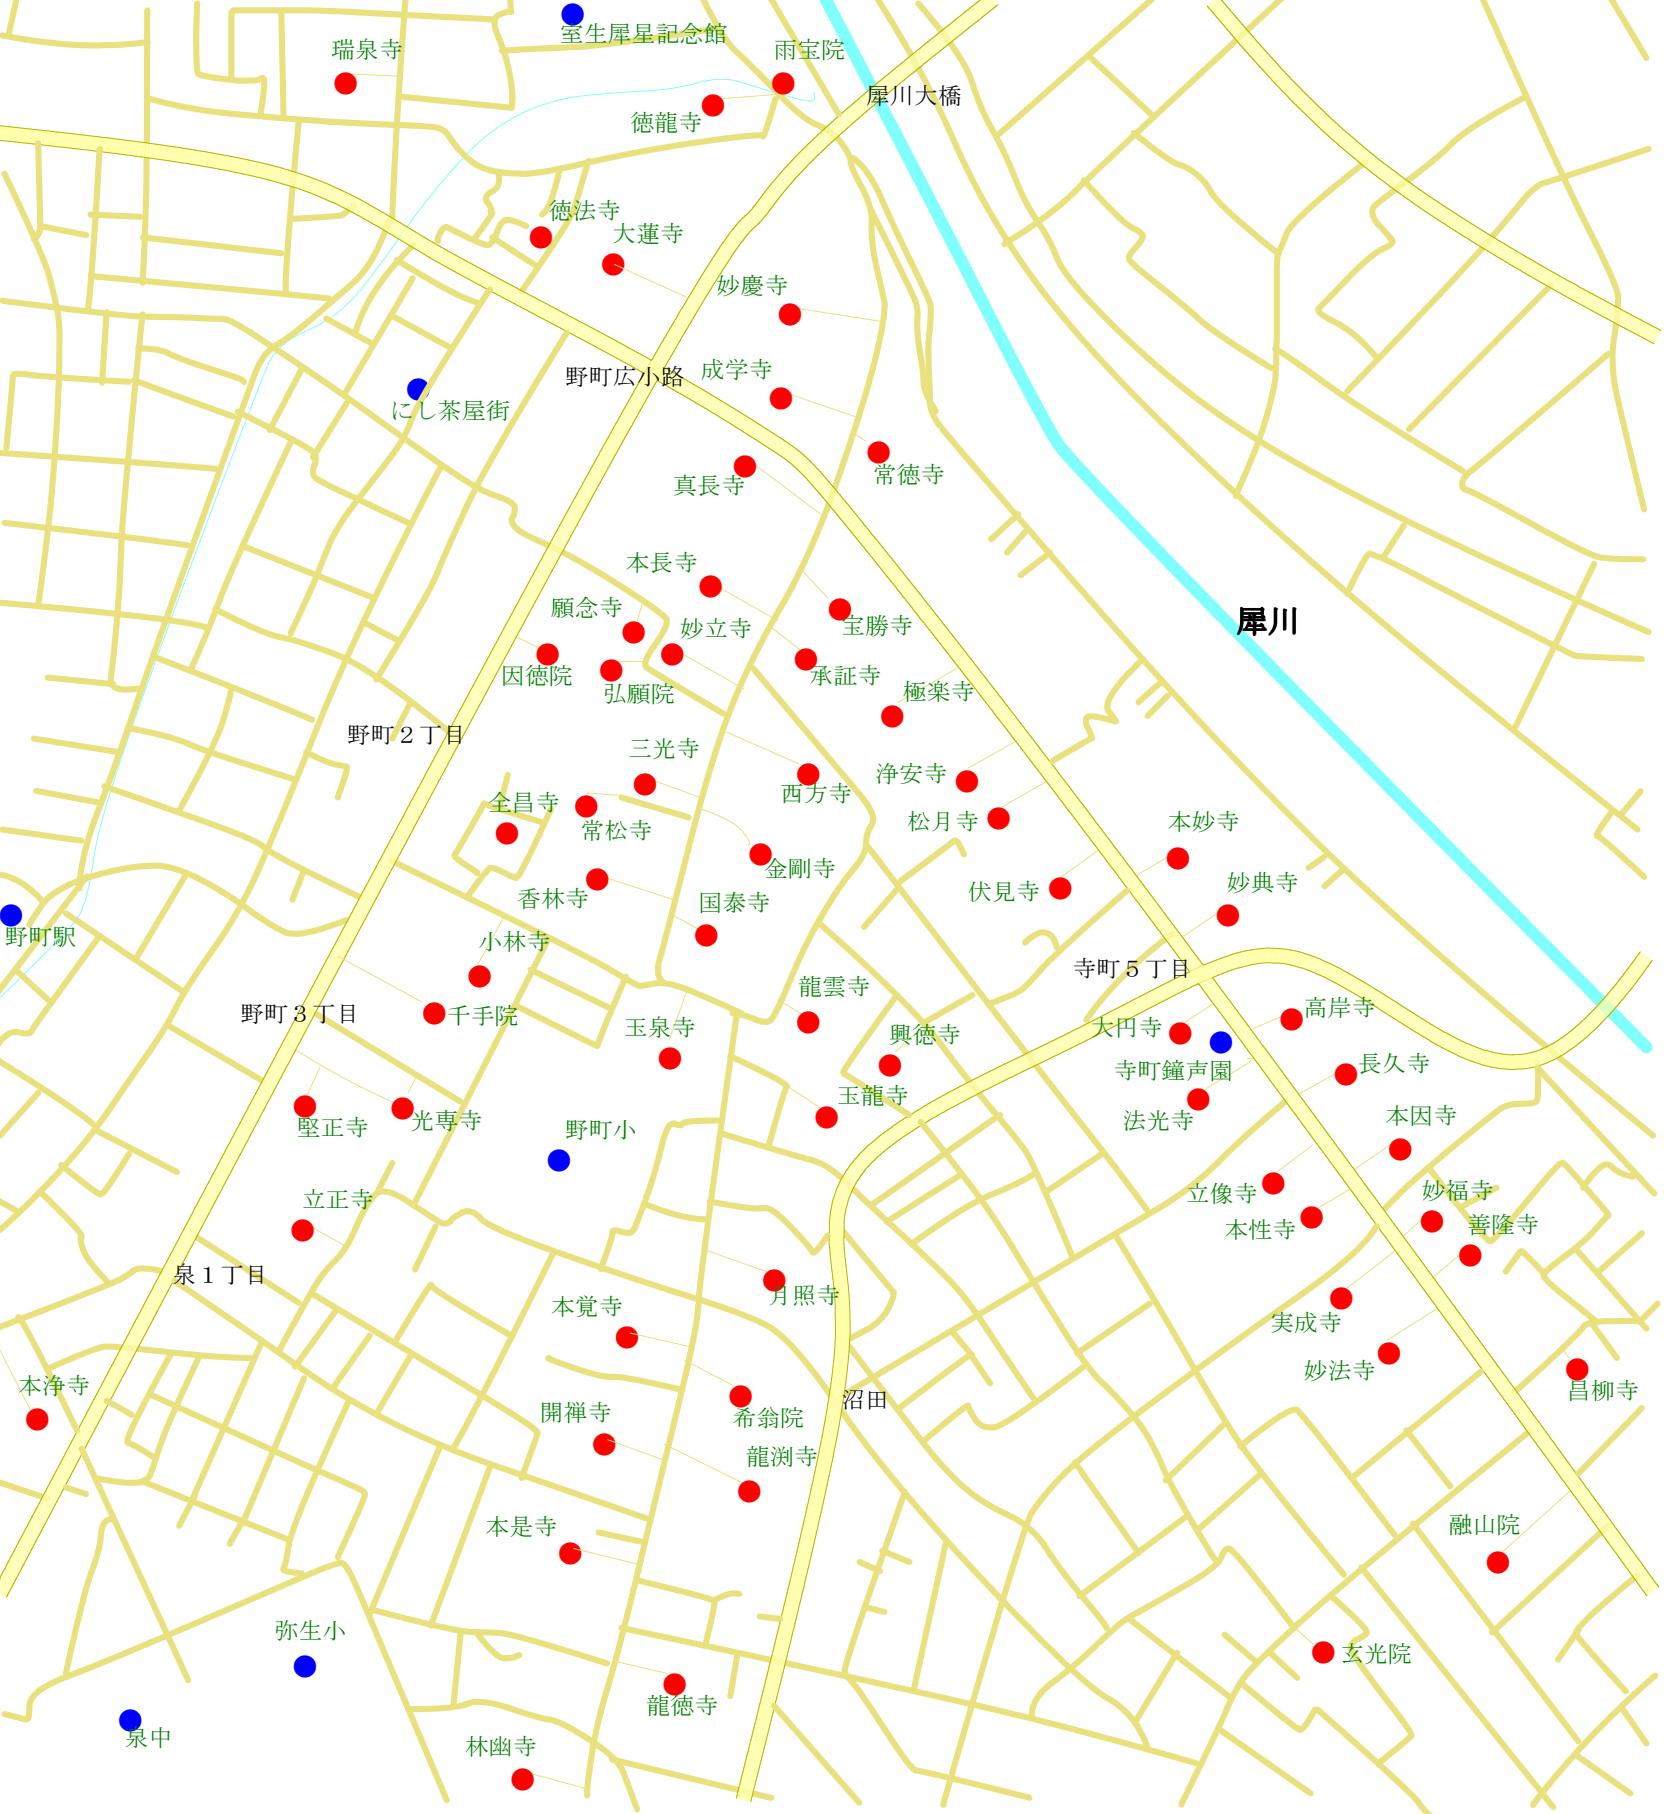 室生犀星記念館
瑞泉寺
雨宝院
犀川大橋
徳龍寺
徳法寺
大蓮寺
妙慶寺
成学寺
野町広小路
にし茶屋街
常徳寺
真長寺
本長寺
願念寺
妙立寺
宝勝寺
犀川
因徳院
弘願院
承証寺
極楽寺
野町２丁目
三光寺
浄安寺
西方寺
全昌寺
常松寺
松月寺
本妙寺
金剛寺
妙典寺
伏見寺
香林寺
国泰寺
野町駅
小林寺
寺町５丁目
龍雲寺
高岸寺
野町３丁目
千手院
玉泉寺
大円寺
興徳寺
長久寺
寺町鐘声園
玉龍寺
本因寺
堅正寺
光専寺
法光寺
野町小
立像寺
妙福寺
立正寺
善隆寺
本性寺
泉１丁目
月照寺
本覚寺
実成寺
妙法寺
本浄寺
昌柳寺
沼田
開禅寺
希翁院
龍渕寺
本是寺
融山院
弥生小
玄光院
龍徳寺
泉中
林幽寺